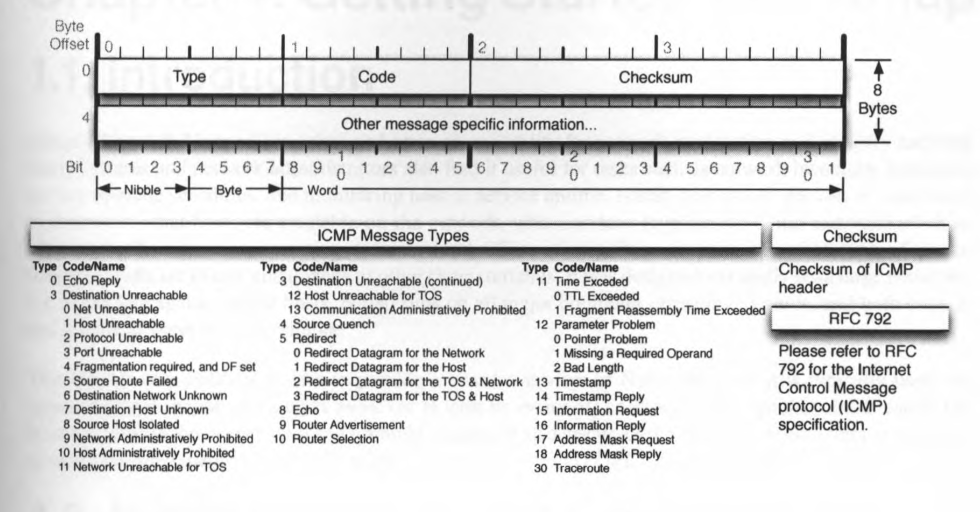 Byte
Offset 0 1 2 3
0 Type Code Checksum
8
Bytes
4 Other message specific information...
Bit 0 1 2 3 4 5 6 7 8 9 1 0 1 2 3 4 5 6 7 8 9 2 0 1 2 3 4 5 6 7 8 9 3 0 1
Nibble Byte Word
ICMP Message Types
Type Code/Name
0 Echo Reply
3 Destination Unreachable
0 Net Unreachable
1 Host Unreachable
2 Protocol Unreachable
3 Port Unreachable
4 Fragmentation required, and DF set
5 Source Route Failed
6 Destination Network Unknown
7 Destination Host Unknown
8 Source Host Isolated
9 Network Administratively Prohibited
10 Host Administratively Prohibited
11 Network Unreachable for TOS
Type Code/Name
3 Destination Unreachable (continued)
12 Host Unreachable for TOS
13 Communication Administratively Prohibited
4 Source Quench
5 Redirect
0 Redirect Datagram for the Network
1 Redirect Datagram for the Host
2 Redirect Datagram for the TOS & Network
3 Redirect Datagram for the TOS & Host
8 Echo
9 Router Advertisement
10 Router Selection
Type Code/Name
11 Time Exceded
0 TTL Exceeded
1 Fragment Reassembly Time Exceeded
12 Parameter Problem
0 Pointer Problem
1 Missing a Required Operand
2 Bad Length
13 Timestamp
14 Timestamp Reply
15 Information Request
16 Information Reply
17 Address Mask Request
18 Address Mask Reply
30 Traceroute
Checksum
Checksum of ICMP
header
RFC 792
Please refer to RFC
792 for the Internet
Control Message
protocol (ICMP)
specification.